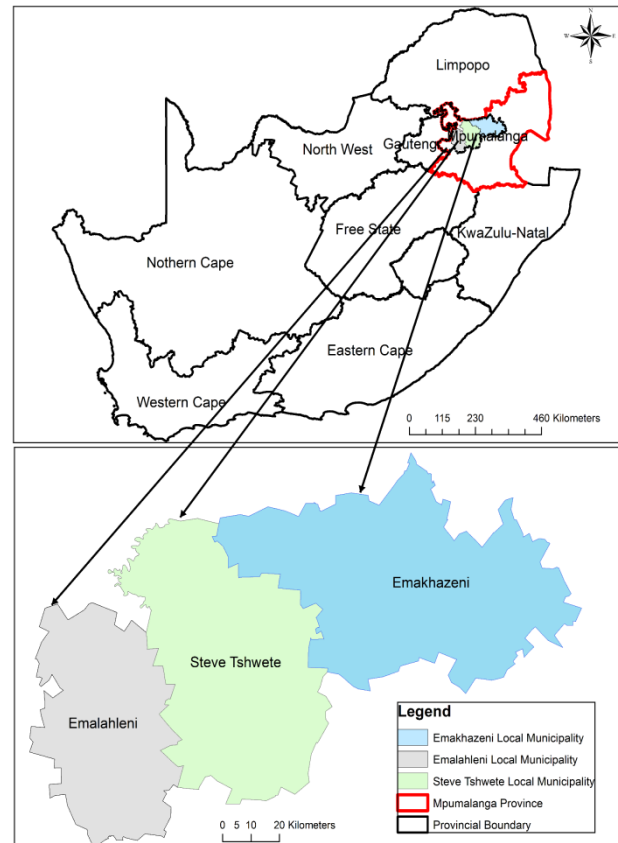 N
W E
S
Limpopo
North West
Gauteng
Mpumalanga
Free State
KwaZulu-Natal
Nothern Cape
Eastern Cape
Western Cape
0 115 230 460 Kilometers
Emakhazeni
Steve Tshwete
Emalahleni
Legend
Emakhazeni Local Municipality
Emalahleni Local Municipality
Steve Tshwete Local Municipality
Mpumalanga Province
Provincial Boundary
0 5 10 20 Kilometers